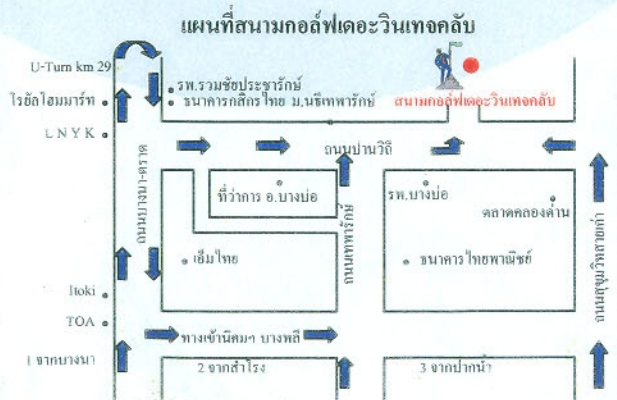 แผนที่สนามกอล์ฟเดอะวินเทจคลับ
U-Turn km 29
รพ.รวมชัยประชารักษ์
โรยัลโฮมมาร์ท
ธนาคารกสิกรไทย ม.นธีเทพารักษ์
สนามกอล์ฟเดอะวินเทจคลับ
L N Y K
ถนนปานวิถี
ถนนบางนา-ตราด
ที่ว่าการ อ.บางบ่อ
รพ.บางบ่อ
ตลาดคลองด่าน
ถนนเทพารักษ์
ถนนสุขุมวิทสายเก่า
เอ็มไทย
ธนาคารไทยพาณิชย์
Itoki
TOA
ทางเข้านิคมฯ บางพลี
1 จากบางนา
2 จากสำโรง
3 จากปากน้ำ